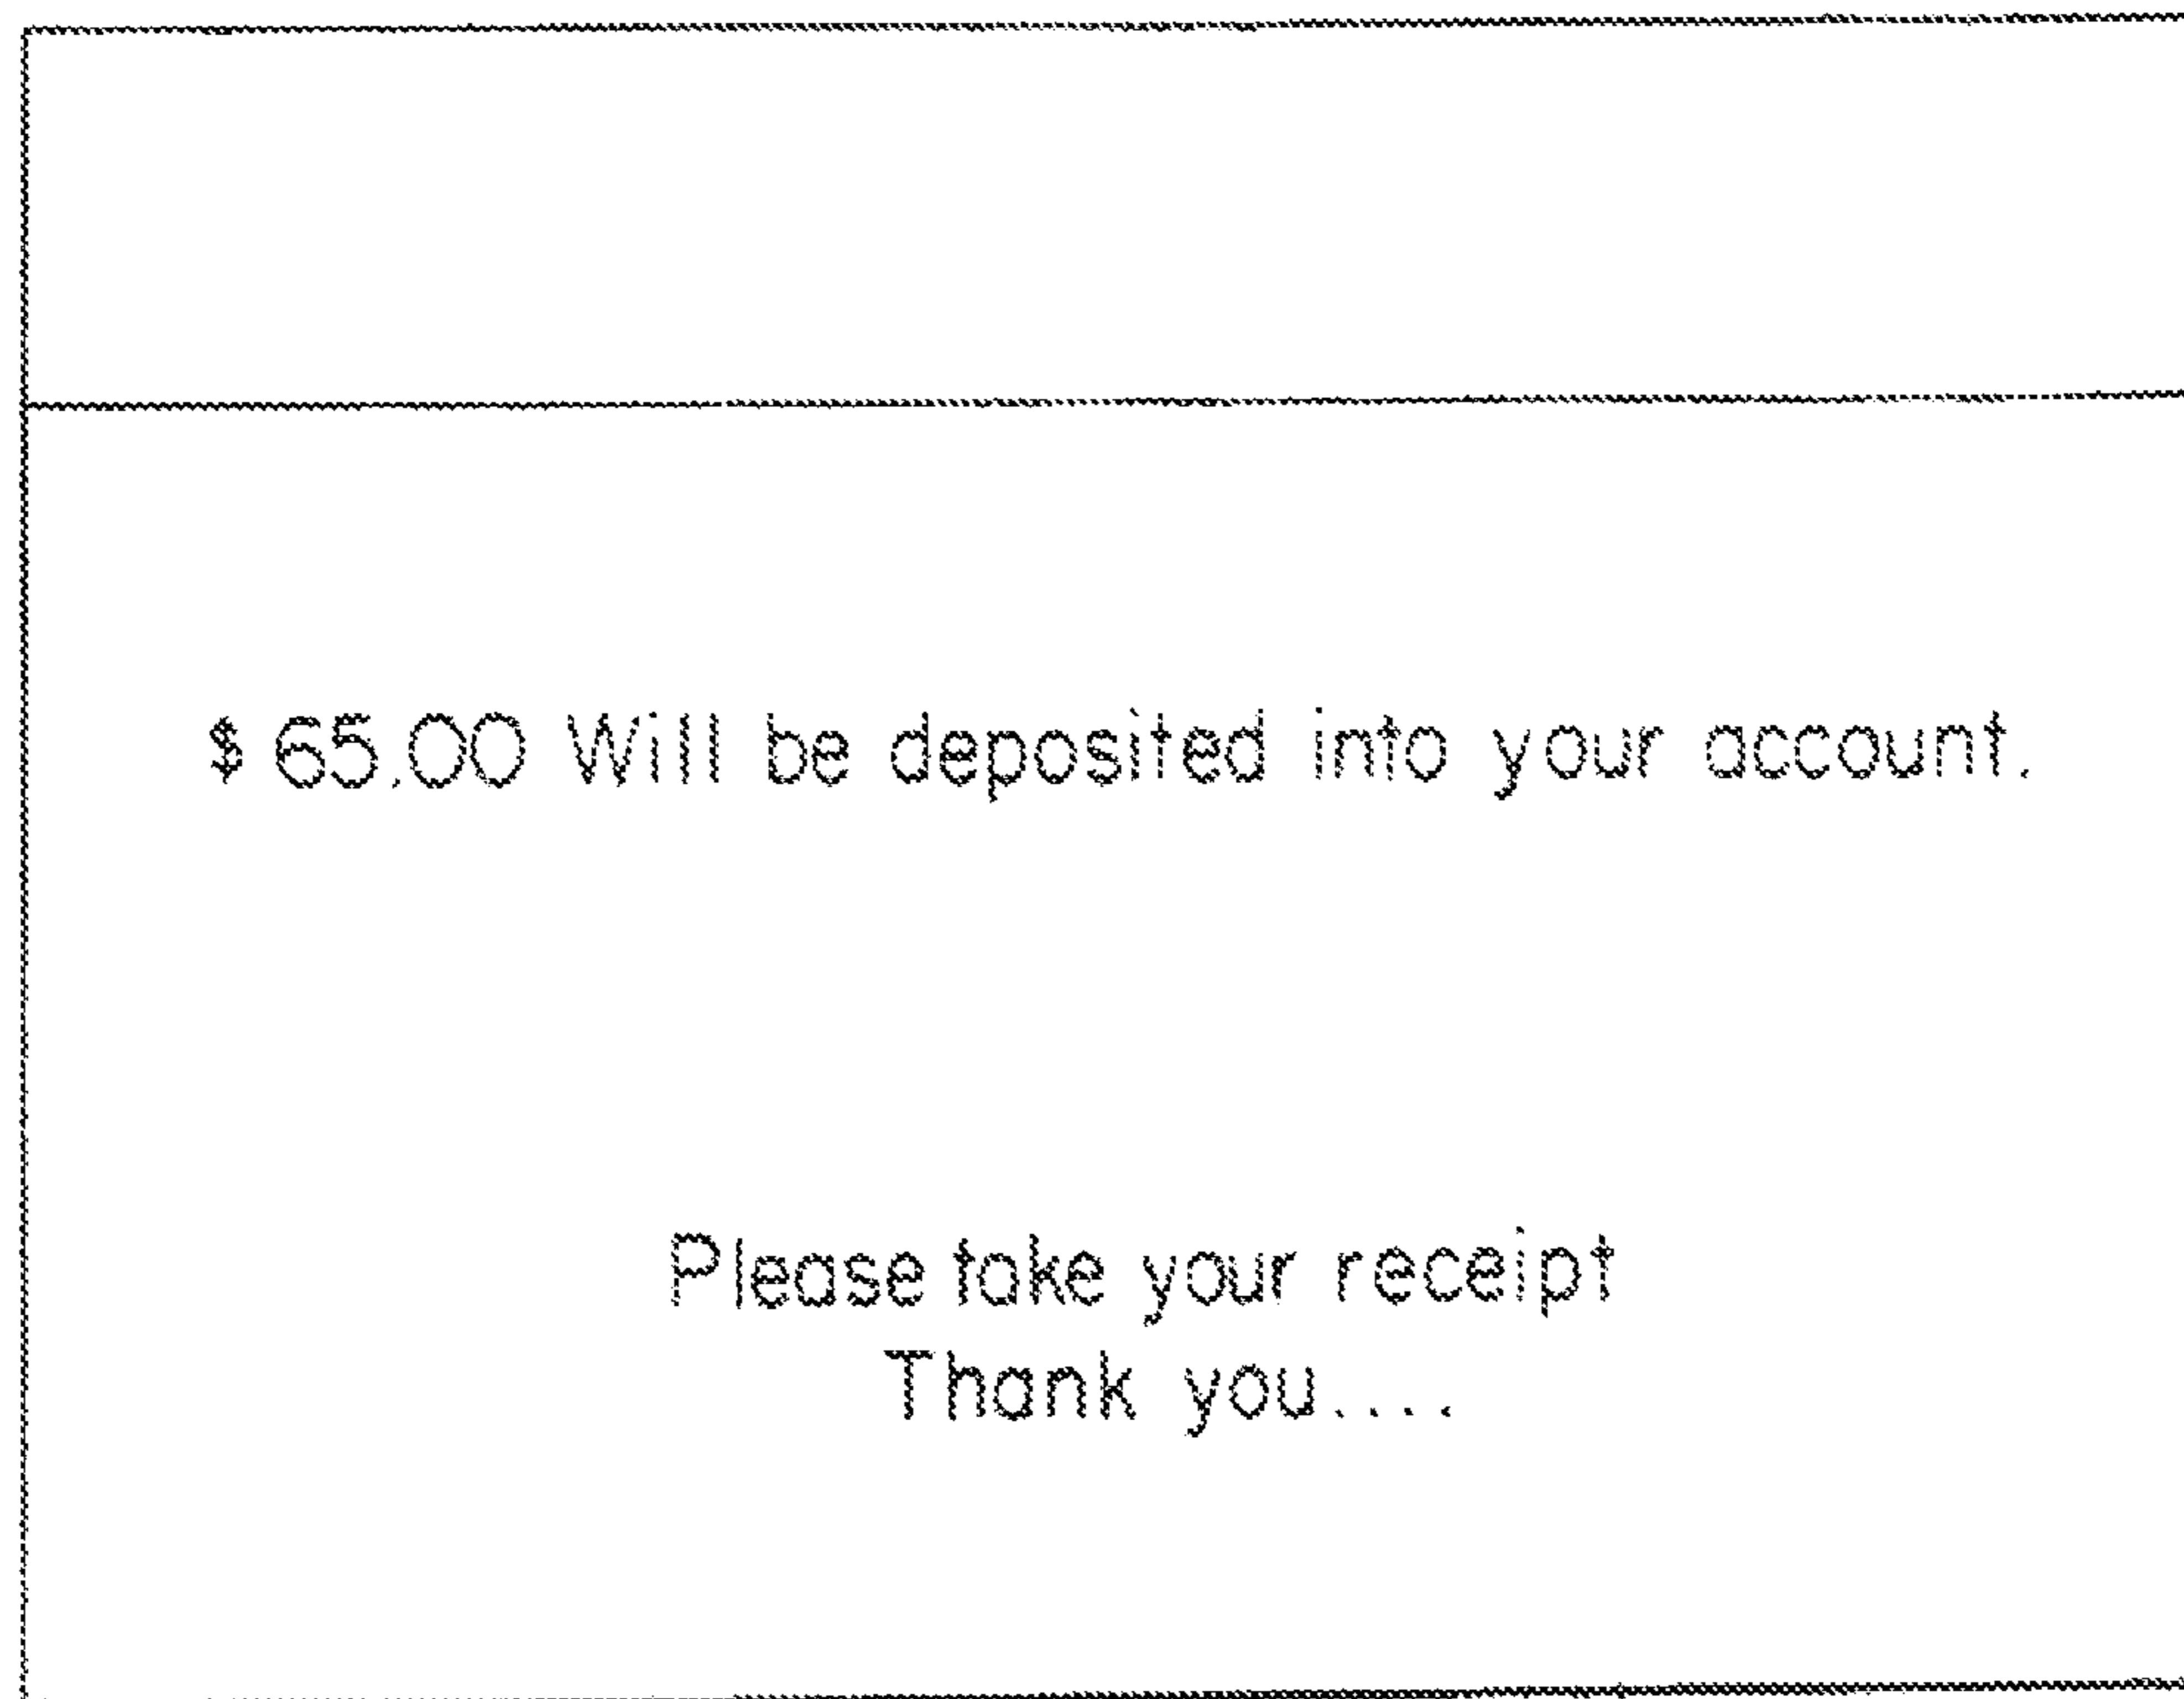 $ 65.00 Will be deposited into your account.
Please take your receipt
Thank you....